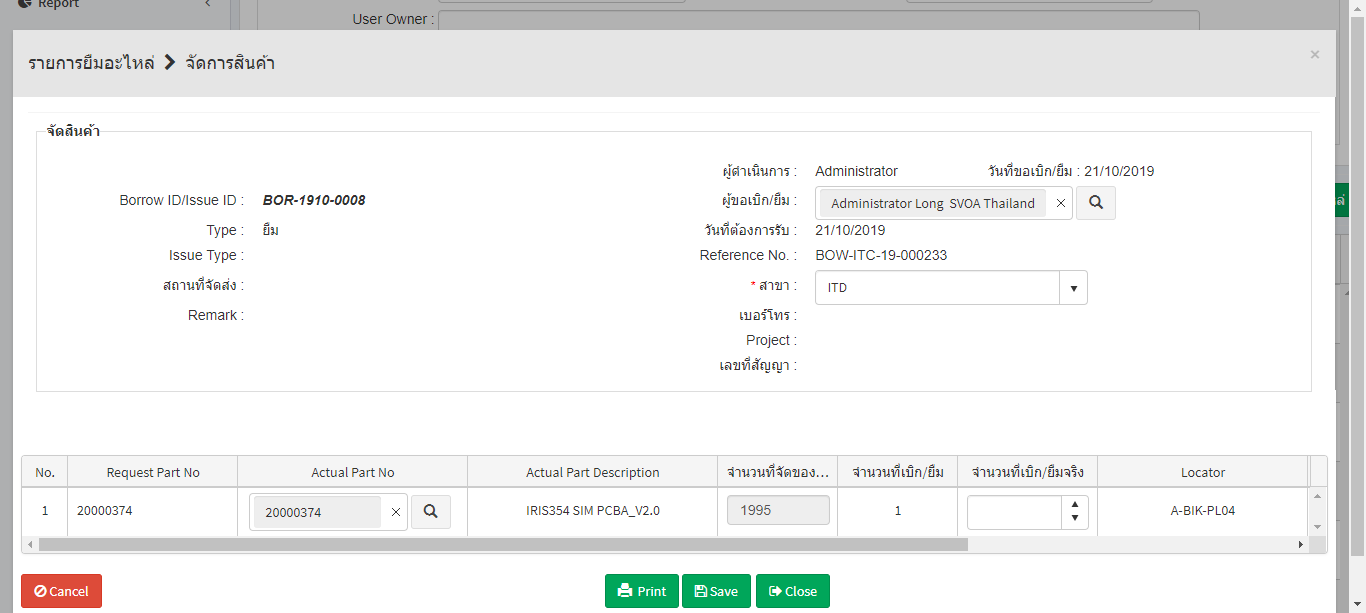 Report
User Owner :
รายการยืมอะไหล่ จัดการสินค้า ×
จัดสินค้า
ผู้ดำเนินการ : Administrator วันที่ขอเบิก/ยืม : 21/10/2019
Borrow ID/Issue ID : BOR-1910-0008 ผู้ขอเบิก/ยืม : Administrator Long SVOA Thailand ×
Type : ยืม วันที่ต้องการรับ : 21/10/2019
Issue Type : Reference No. : BOW-ITC-19-000233
สถานที่จัดส่ง : * สาขา : ITD
Remark : เบอร์โทร :
Project :
เลขที่สัญญา :
No. Request Part No Actual Part No Actual Part Description จำนวนที่จัดของ... จำนวนที่เบิก/ยืม จำนวนที่เบิก/ยืมจริง Locator
1 20000374 20000374 × IRIS354 SIM PCBA_V2.0 1995 1 A-BIK-PL04
Cancel Print Save Close